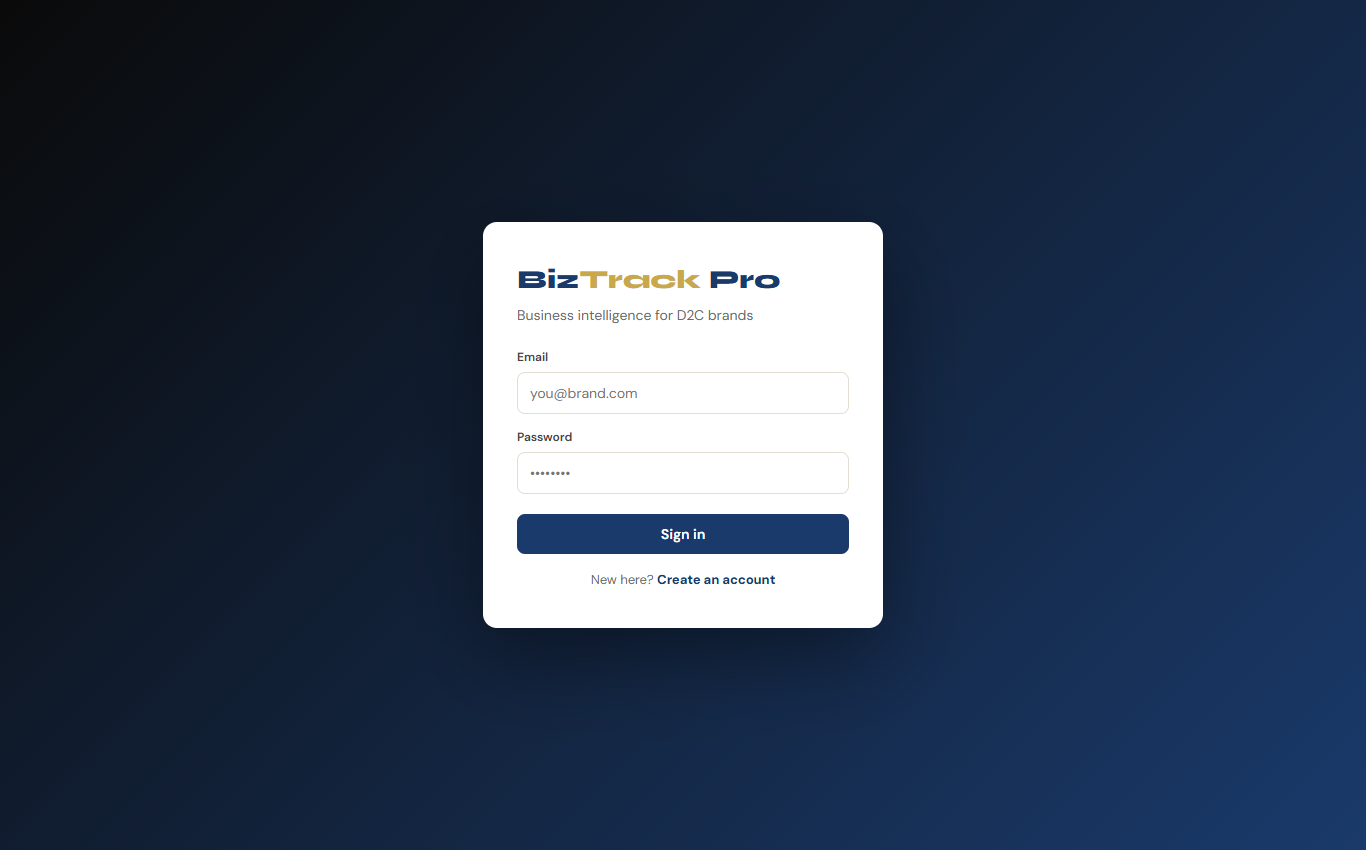 BizTrack Pro
Business intelligence for D2C brands
Email
you@brand.com
Password
••••••••
Sign in
New here? Create an account